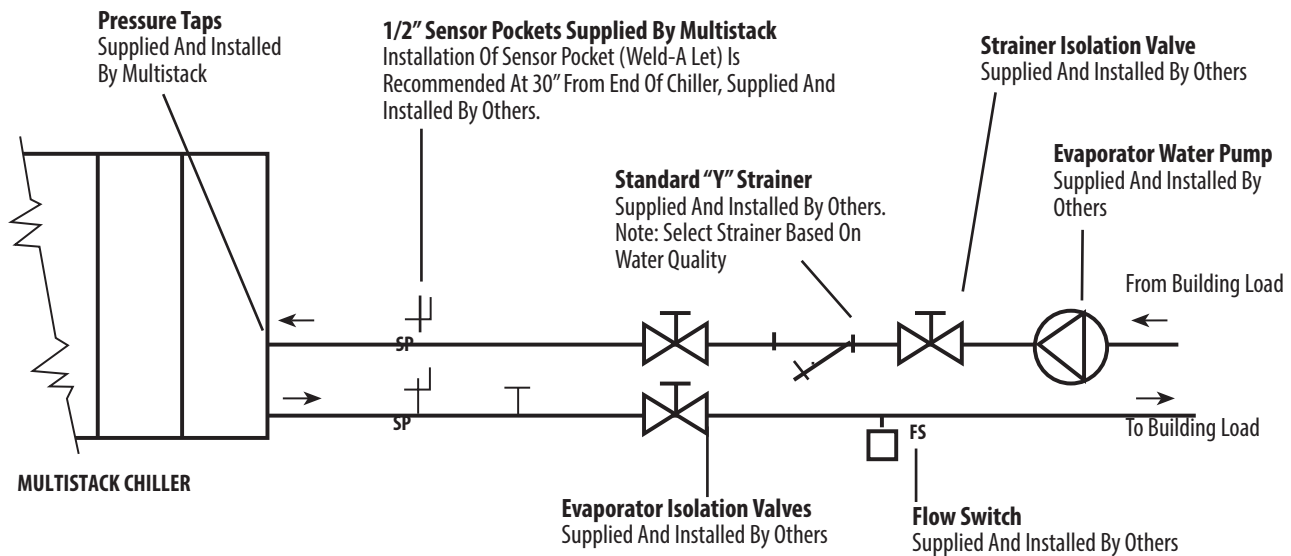 Pressure Taps
Supplied And Installed
By Multistack
1/2” Sensor Pockets Supplied By Multistack
Installation Of Sensor Pocket (Weld-A Let) Is
Recommended At 30” From End Of Chiller, Supplied And
Installed By Others.
Strainer Isolation Valve
Supplied And Installed By Others
Standard “Y” Strainer
Supplied And Installed By Others.
Note: Select Strainer Based On
Water Quality
Evaporator Water Pump
Supplied And Installed By
Others
From Building Load
SP
SP
FS
To Building Load
MULTISTACK CHILLER
Evaporator Isolation Valves
Supplied And Installed By Others
Flow Switch
Supplied And Installed By Others